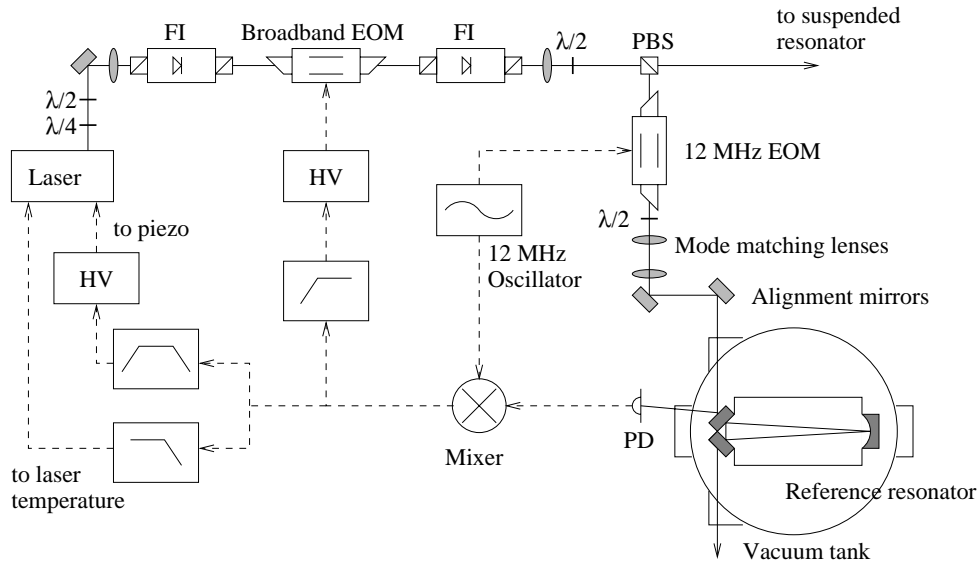 to suspended
resonator
FI
Broadband EOM
FI
λ/2
PBS
λ/2
λ/4
Laser
HV
12 MHz EOM
to piezo
λ/2
HV
12 MHz
Oscillator
Mode matching lenses
Alignment mirrors
PD
Mixer
to laser
temperature
Reference resonator
Vacuum tank